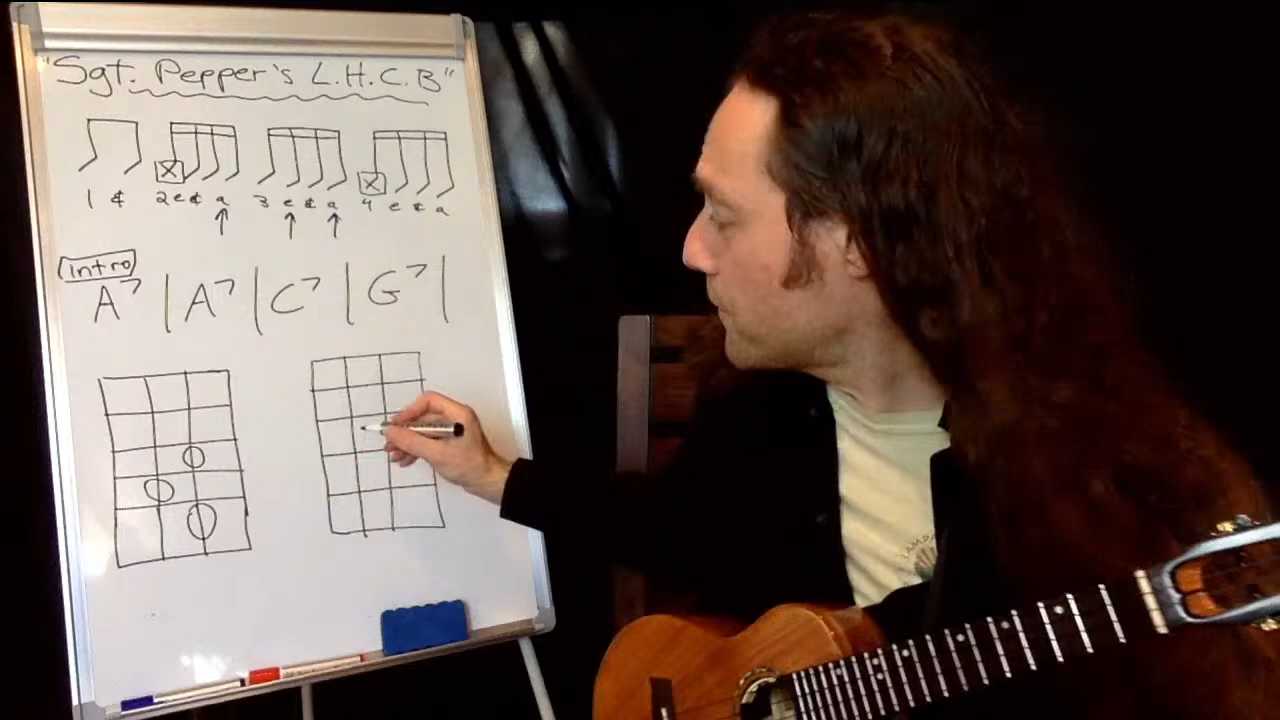 "Sgt. Pepper's L.H.C.B"
x x
1 & 2 e & a 3 e & a 4 e & a
Intro
A7 | A7 | C7 | G7 |